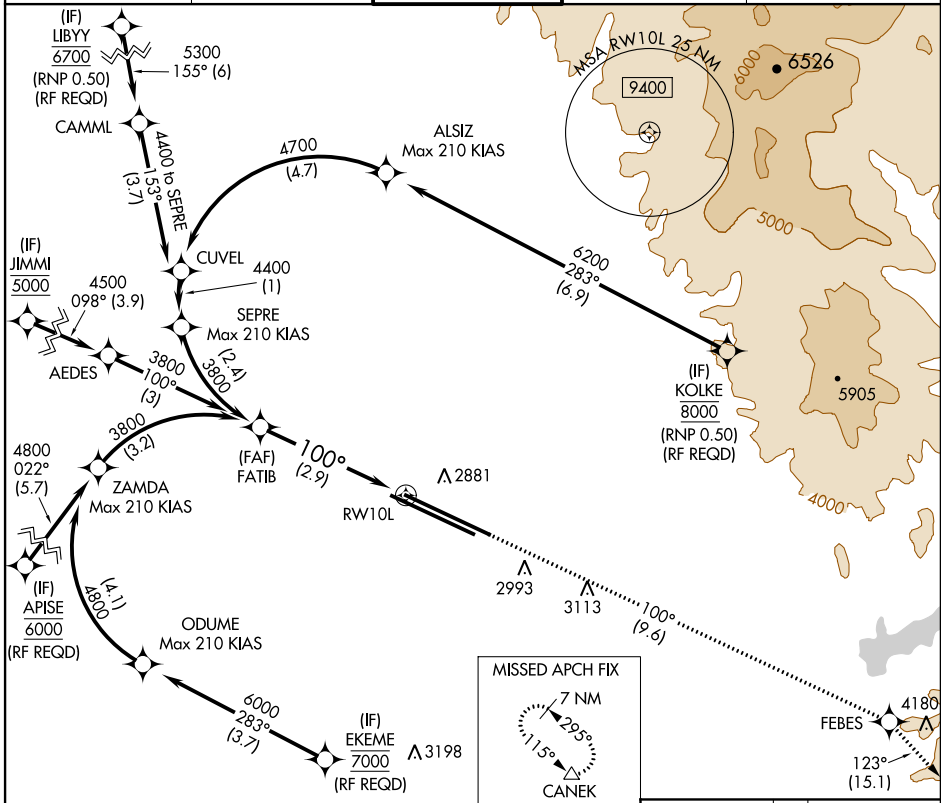 (IF)
LIBYY
6700
(RNP 0.50)
(RF REQD)
5300
155° (6)
CAMML
4400 to SEPRE
153°
(3.7)
4700
(4.7)
ALSIZ
Max 210 KIAS
MSA RW10L 25 NM
9400
6000
6526
5000
6200
283°
(6.9)
(IF)
JIMMI
5000
4500
098° (3.9)
CUVEL
4400
(1)
SEPRE
Max 210 KIAS
(2.4)
3800
AEDES
3800
100°
(3)
(IF)
KOLKE
8000
(RNP 0.50)
(RF REQD)
5905
4000
4800
022°
(5.7)
3800
(3.2)
ZAMDA
Max 210 KIAS
(FAF)
FATIB
100°
(2.9)
2881
RW10L
(IF)
APISE
6000
(RF REQD)
(4.1)
4800
ODUME
Max 210 KIAS
2993
3113
100°
(9.6)
6000
283°
(3.7)
(IF)
EKEME
7000
(RF REQD)
3198
MISSED APCH FIX
7 NM
295°
115°
CANEK
FEBES
4180
123°
(15.1)